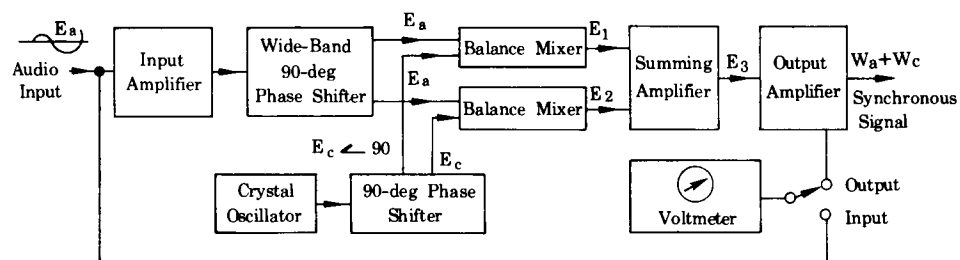 Ea
Audio
Input
Input
Amplifier
Wide-Band
90-deg
Phase Shifter
Ea
Ea
Balance Mixer
Balance Mixer
E1
E2
Summing
Amplifier
E3
Output
Amplifier
Wa+Wc
Synchronous
Signal
Ec ∠ 90
Ec
Crystal
Oscillator
90-deg Phase
Shifter
Voltmeter
Output
Input